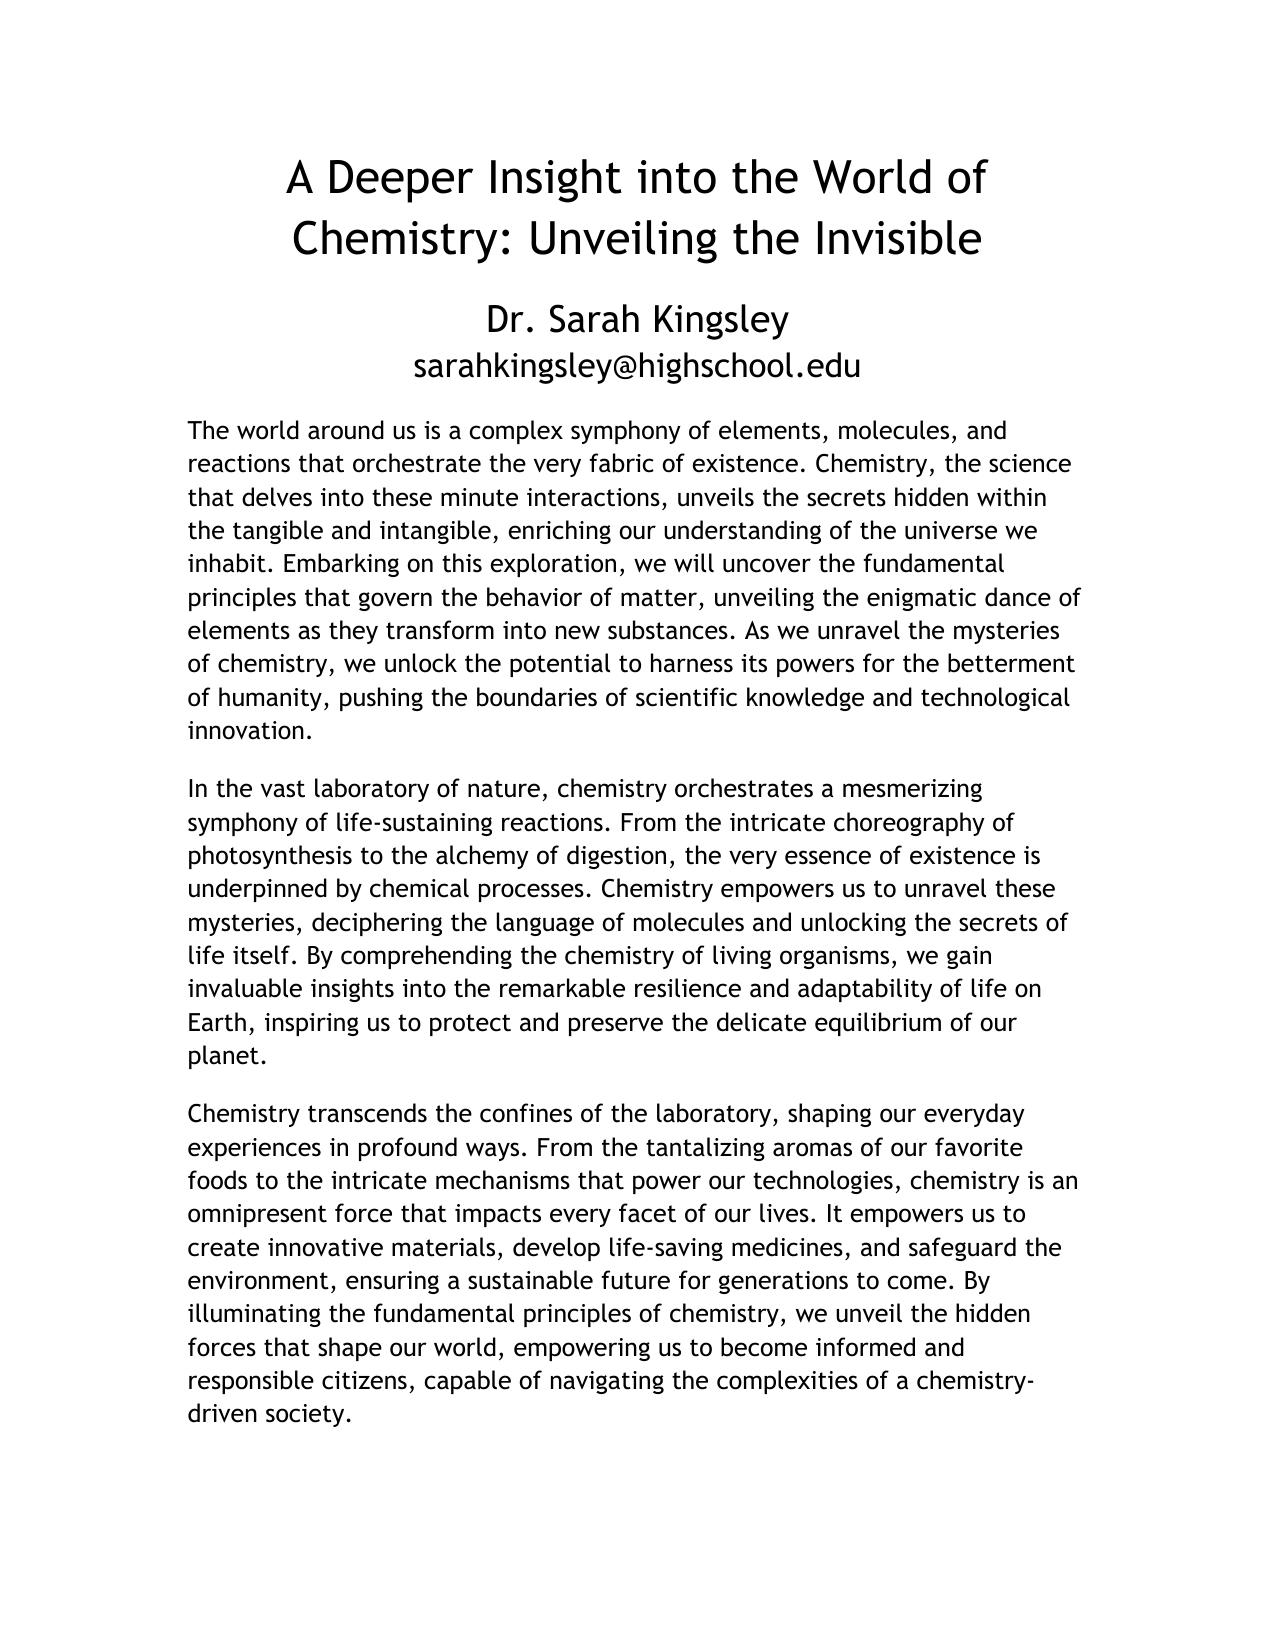 A Deeper Insight into the World of
Chemistry: Unveiling the Invisible
Dr. Sarah Kingsley
sarahkingsley@highschool.edu
The world around us is a complex symphony of elements, molecules, and
reactions that orchestrate the very fabric of existence. Chemistry, the science
that delves into these minute interactions, unveils the secrets hidden within
the tangible and intangible, enriching our understanding of the universe we
inhabit. Embarking on this exploration, we will uncover the fundamental
principles that govern the behavior of matter, unveiling the enigmatic dance of
elements as they transform into new substances. As we unravel the mysteries
of chemistry, we unlock the potential to harness its powers for the betterment
of humanity, pushing the boundaries of scientific knowledge and technological
innovation.
In the vast laboratory of nature, chemistry orchestrates a mesmerizing
symphony of life-sustaining reactions. From the intricate choreography of
photosynthesis to the alchemy of digestion, the very essence of existence is
underpinned by chemical processes. Chemistry empowers us to unravel these
mysteries, deciphering the language of molecules and unlocking the secrets of
life itself. By comprehending the chemistry of living organisms, we gain
invaluable insights into the remarkable resilience and adaptability of life on
Earth, inspiring us to protect and preserve the delicate equilibrium of our
planet.
Chemistry transcends the confines of the laboratory, shaping our everyday
experiences in profound ways. From the tantalizing aromas of our favorite
foods to the intricate mechanisms that power our technologies, chemistry is an
omnipresent force that impacts every facet of our lives. It empowers us to
create innovative materials, develop life-saving medicines, and safeguard the
environment, ensuring a sustainable future for generations to come. By
illuminating the fundamental principles of chemistry, we unveil the hidden
forces that shape our world, empowering us to become informed and
responsible citizens, capable of navigating the complexities of a chemistry-
driven society.